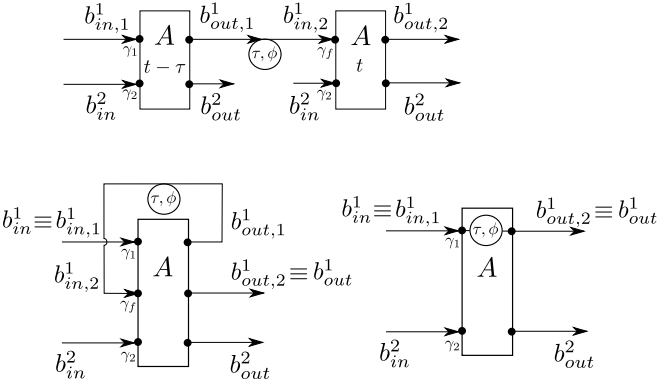 b^1_{in,1} A b^1_{out,1} b^1_{in,2} A b^1_{out,2}
γ_1 τ,ϕ γ_f
t − τ t
γ_2 γ_2
b^2_{in} b^2_{out} b^2_{in} b^2_{out}
τ,ϕ
b^1_{in} ≡ b^1_{in,1} b^1_{out,1}
γ_1
b^1_{in,2} A b^1_{out,2} ≡ b^1_{out}
γ_f
γ_2
b^2_{in} b^2_{out}
b^1_{in} ≡ b^1_{in,1} b^1_{out,2} ≡ b^1_{out}
γ_1 τ,ϕ
A
γ_2
b^2_{in} b^2_{out}